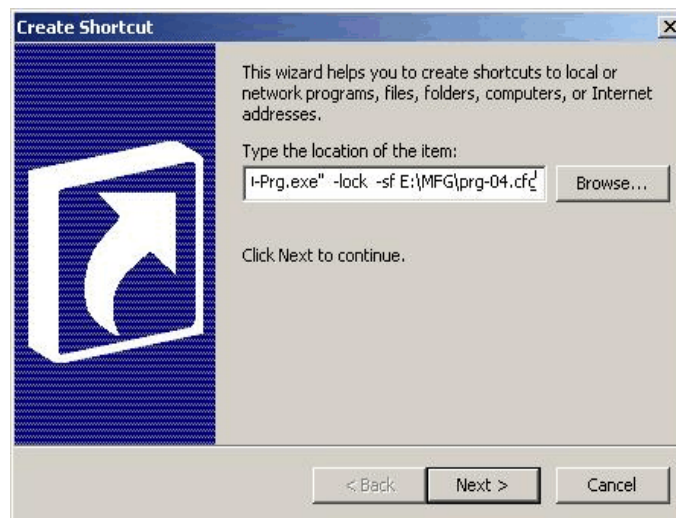 Create Shortcut
This wizard helps you to create shortcuts to local or
network programs, files, folders, computers, or Internet
addresses.
Type the location of the item:
-Prg.exe" -lock -sf E:\MFG\prg-04.cfg
Browse...
Click Next to continue.
< Back
Next >
Cancel